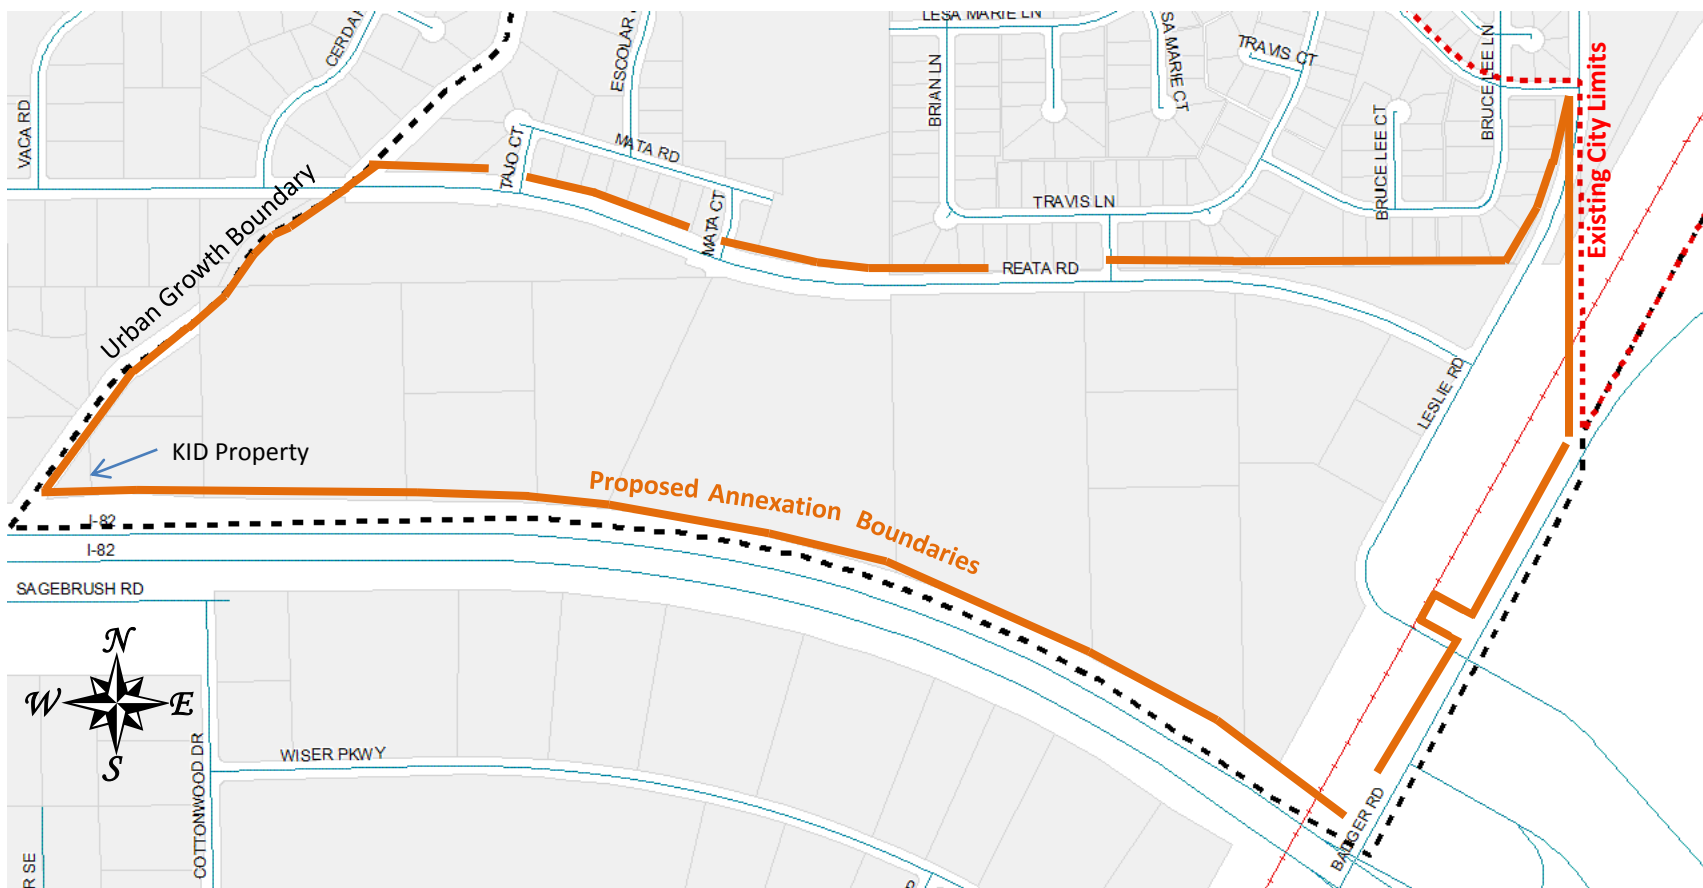 LESA MARIE LN
CERDA
ESCOLAR
SA MARIE CT
TRAVIS CT
BRUCE LEE LN
VACA RD
BRIAN LN
Existing City Limits
TAJO CT
MATA RD
BRUCE LEE CT
Urban Growth Boundary
MATA CT
TRAVIS LN
REATA RD
LESLIE RD
KID Property
Proposed Annexation Boundaries
I-82
I-82
SAGEBRUSH RD
N
W
E
S
COTTONWOOD DR
WISER PKWY
BADGER RD
R SE